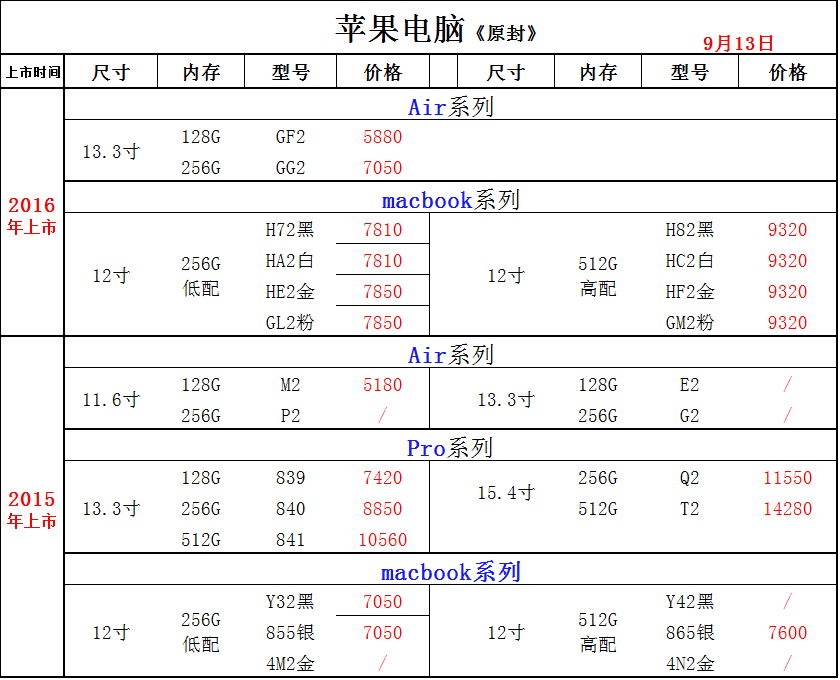 苹果电脑《原封》
9月13日
上市时间 尺寸 内存 型号 价格 尺寸 内存 型号 价格
Air系列
13.3寸 128G GF2 5880
256G GG2 7050
2016
年上市
macbook系列
12寸 256G 低配 H72黑 7810 12寸 512G 高配 H82黑 9320
HA2白 7810 HC2白 9320
HE2金 7850 HF2金 9320
GL2粉 7850 GM2粉 9320
Air系列
11.6寸 128G M2 5180 13.3寸 128G E2 /
256G P2 / 256G G2 /
Pro系列
2015
年上市
13.3寸 128G 839 7420 15.4寸 256G Q2 11550
256G 840 8850 512G T2 14280
512G 841 10560
macbook系列
12寸 256G 低配 Y32黑 7050 12寸 512G 高配 Y42黑 /
855银 7050 865银 7600
4M2金 / 4N2金 /